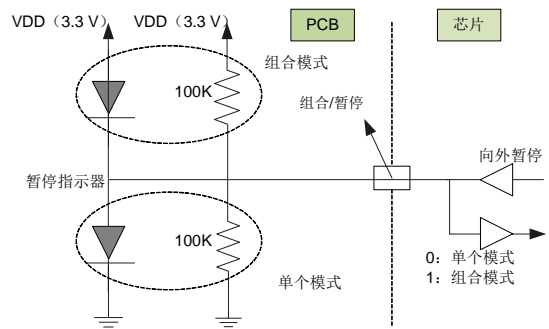 VDD（3.3 V） VDD（3.3 V） PCB 芯片
组合模式
100K
组合/暂停
向外暂停
暂停指示器
100K
0：单个模式
1：组合模式
单个模式